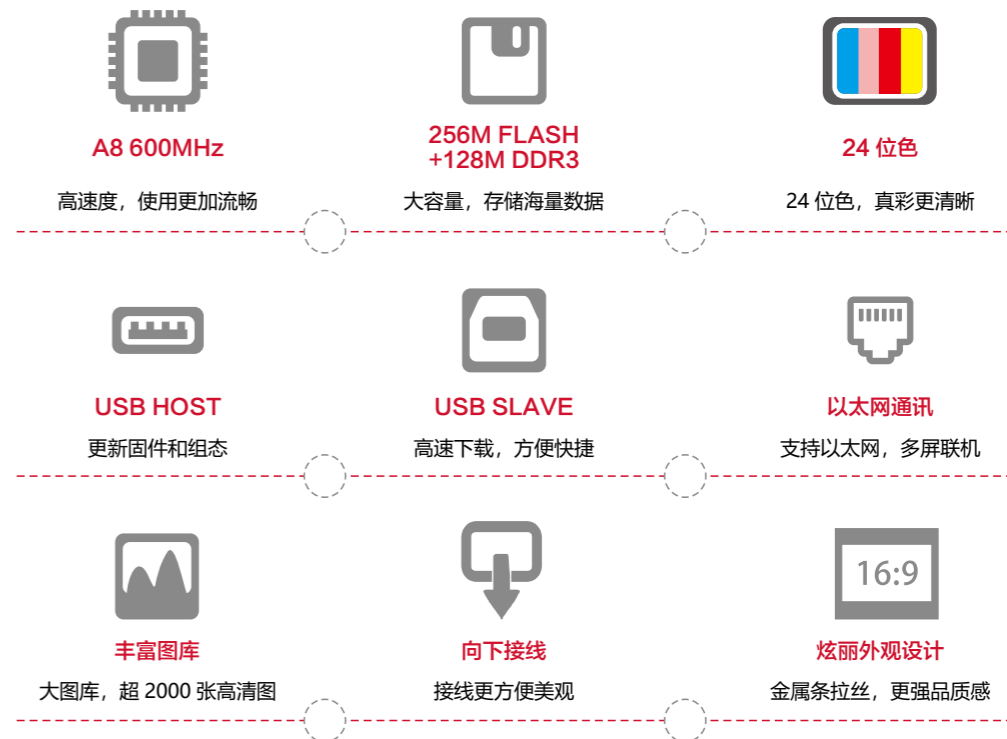 A8 600MHz
256M FLASH
+128M DDR3
24 位色
高速度，使用更加流畅
大容量，存储海量数据
24 位色，真彩更清晰
USB HOST
USB SLAVE
以太网通讯
更新固件和组态
高速下载，方便快捷
支持以太网，多屏联机
16:9
丰富图库
向下接线
炫丽外观设计
大图库，超 2000 张高清图
接线更方便美观
金属条拉丝，更强品质感